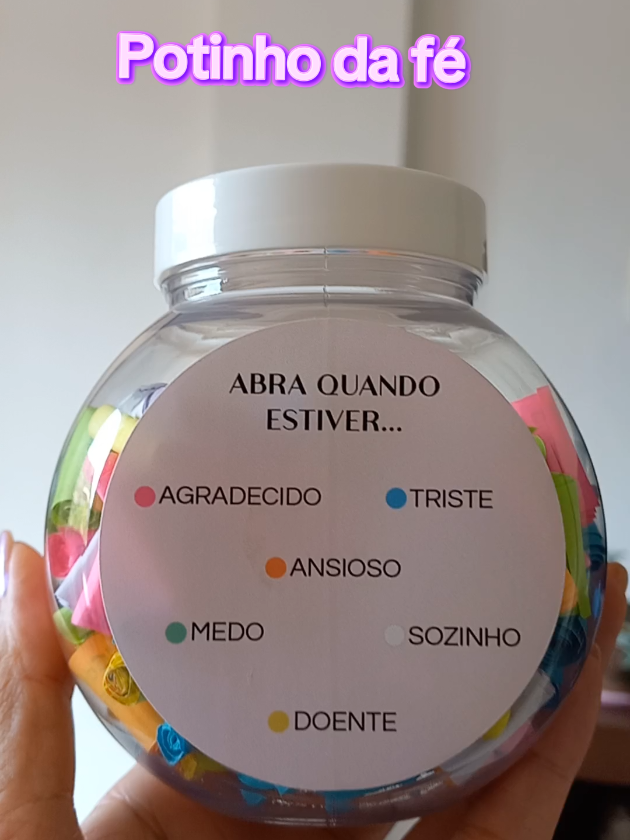 Potinho da fé
ABRA QUANDO
ESTIVER...
AGRADECIDO
TRISTE
ANSIOSO
MEDO
SOZINHO
DOENTE